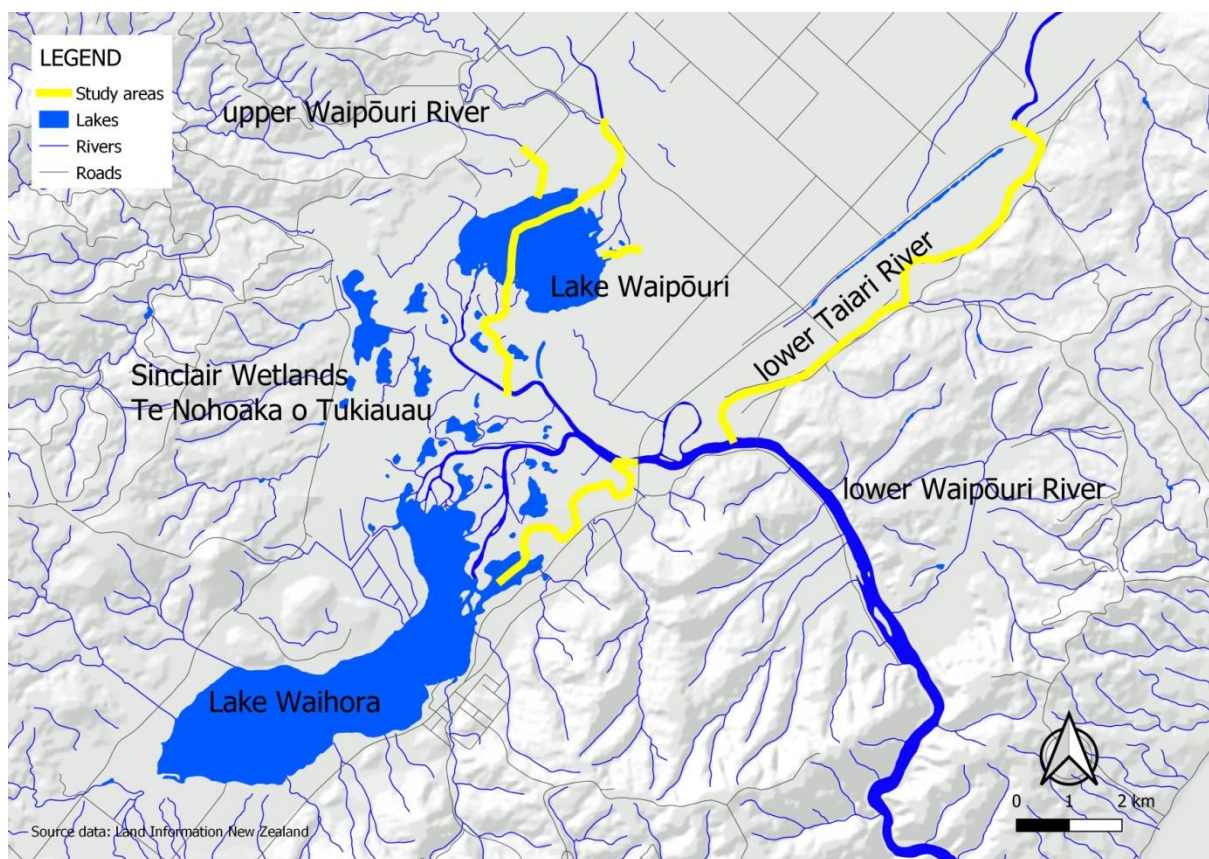 LEGEND
Study areas
Lakes
Rivers
Roads
upper Waipōuri River
Lake Waipōuri
lower Taiari River
Sinclair Wetlands
Te Nohoaka o Tukiauau
lower Waipōuri River
Lake Waihora
0 1 2 km
Source data: Land Information New Zealand